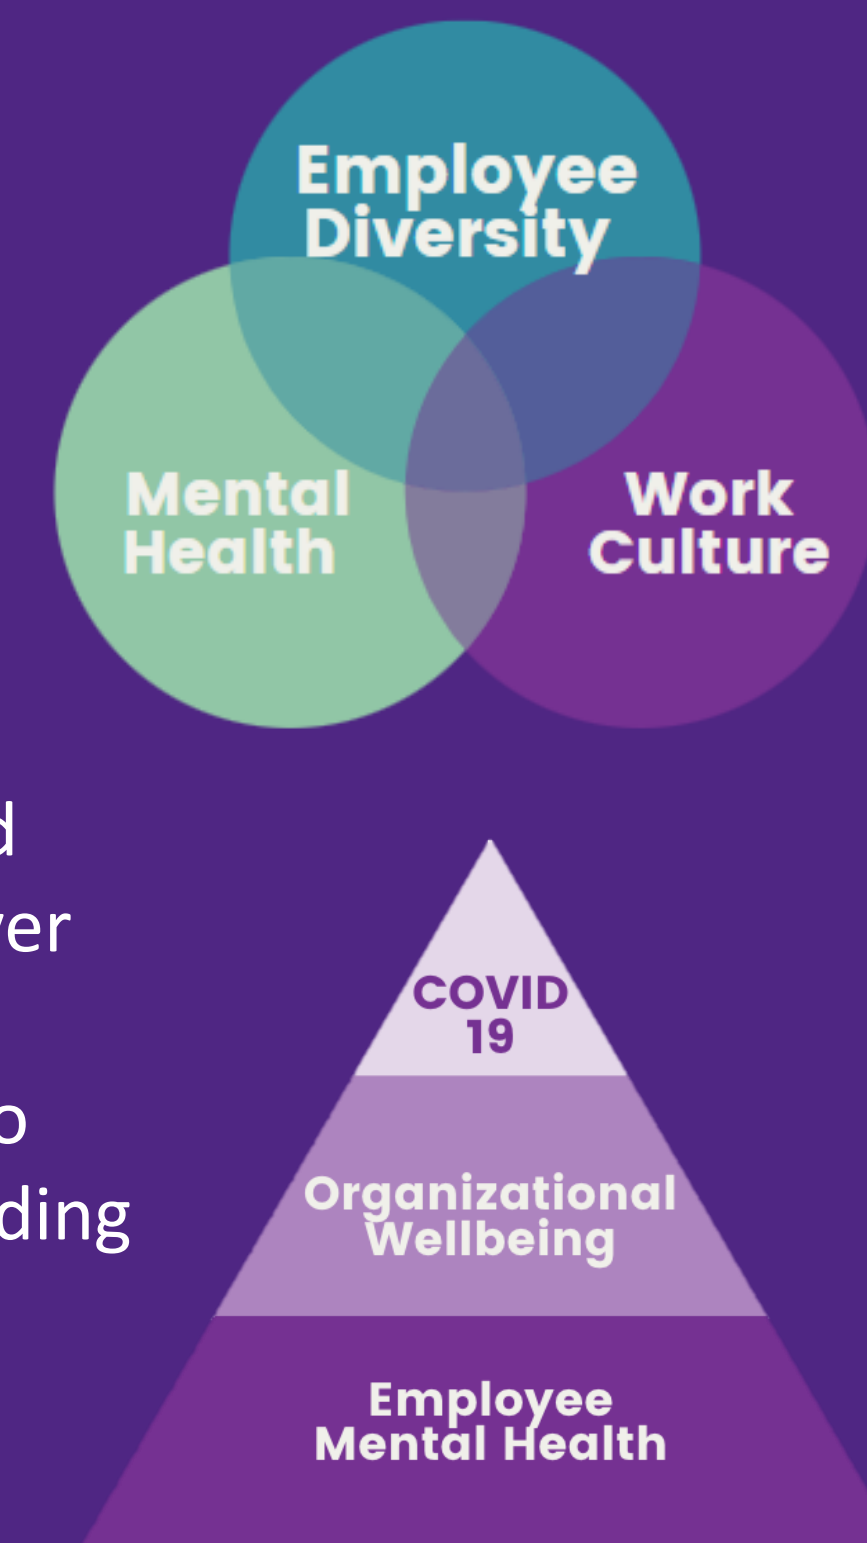 Employee
Diversity
Mental
Health
Work
Culture
COVID
19
Organizational
Wellbeing
Employee
Mental Health